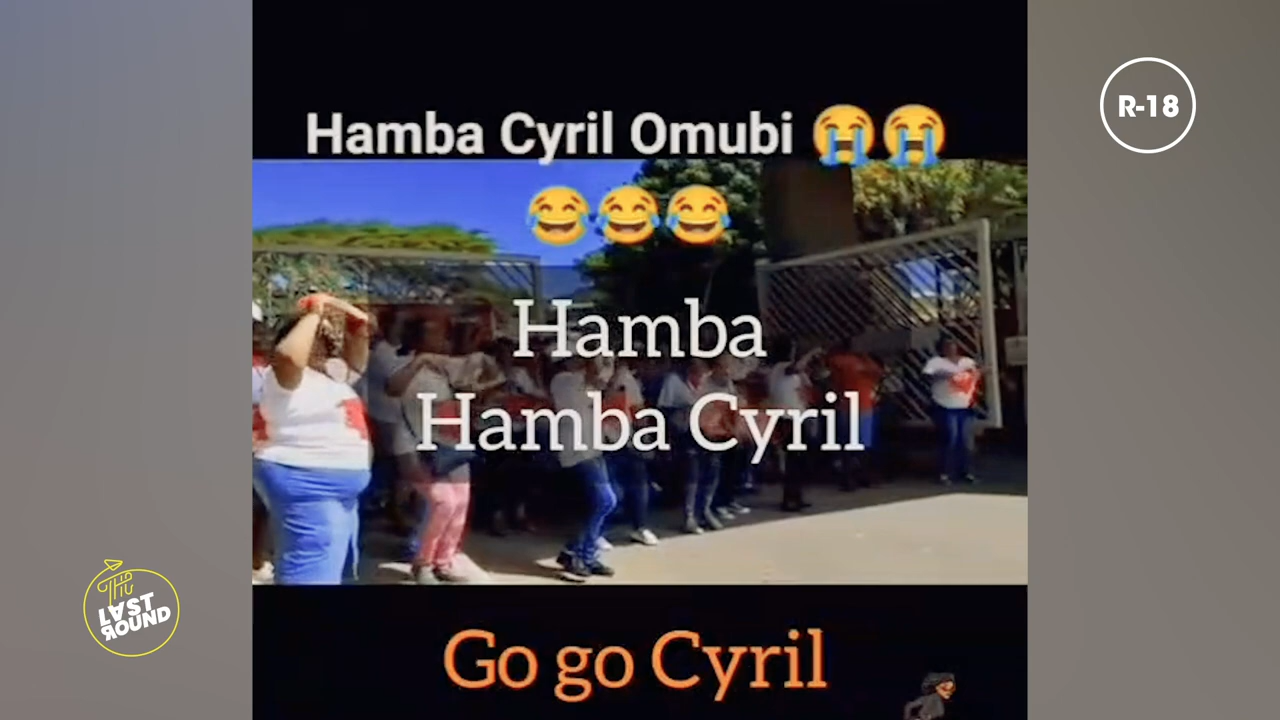 Hamba Cyril Omubi 😭😭
😂😂😂
Hamba
Hamba Cyril
Go go Cyril
R-18
THE
LAST
ROUND